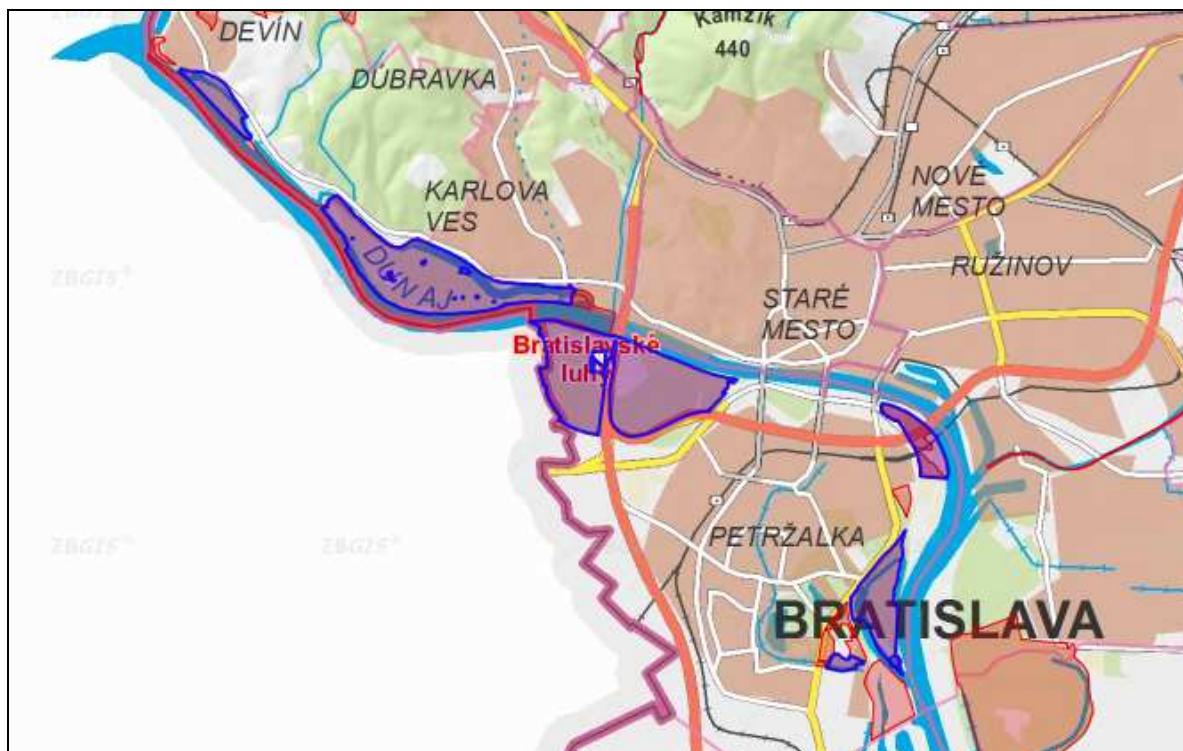 ZBGIS®
DEVÍN
Kamzík
440
DÚBRAVKA
KARLOVA
VES
NOVÉ
MESTO
RUŽINOV
DUNAJ
ZBGIS®
STARÉ
MESTO
Bratislavské
luhy
PETRŽALKA
ZBGIS®
ZBGIS®
BRATISLAVA